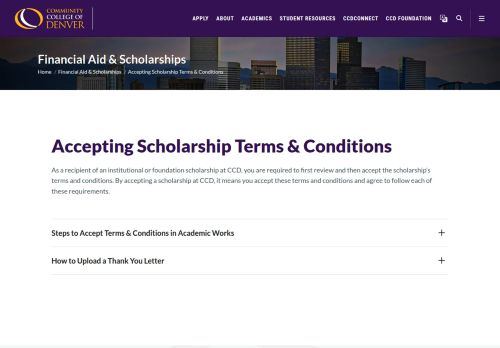 COMMUNITY
COLLEGE OF
DENVER
APPLY ABOUT ACADEMICS STUDENT RESOURCES CCDCONNECT CCD FOUNDATION
Financial Aid & Scholarships
Home / Financial Aid & Scholarships / Accepting Scholarship Terms & Conditions
Accepting Scholarship Terms & Conditions
As a recipient of an institutional or foundation scholarship at CCD, you are required to first review and then accept the scholarship's
terms and conditions. By accepting a scholarship at CCD, it means you accept these terms and conditions and agree to follow each of
these requirements.
Steps to Accept Terms & Conditions in Academic Works
How to Upload a Thank You Letter